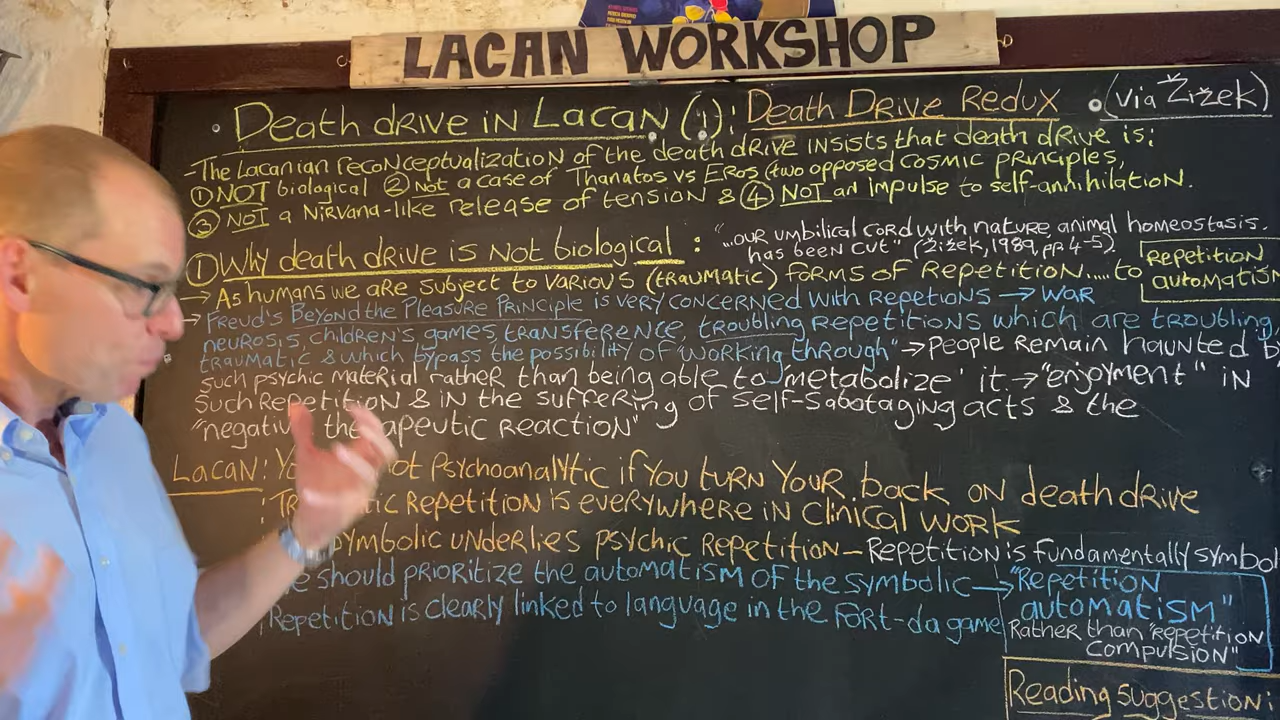 LACAN WORKSHOP
• Death drive in Lacan (1): Death Drive Redux • (via Žižek)
- The Lacanian reconceptualization of the death drive insists that death drive is:
① NOT biological ② Not a case of Thanatos vs Eros (two opposed cosmic principles,
③ NOT a Nirvana-like release of tension & ④ NOT an impulse to self-annihilation.
① Why death drive is not biological: "...our umbilical cord with nature, animal homeostasis.
has been cut" (Žižek, 1989, pp 4-5).
→ As humans we are subject to various (traumatic) forms of repetition.... to
Repetition
automatism
→ Freud's Beyond the Pleasure Principle is very concerned with repetions → war
neurosis, children's games, transference, troubling repetitions which are troubling,
traumatic & which bypass the possibility of "working through" → People remain haunted b
such psychic material rather than being able to 'metabolize' it. → "enjoyment" in
such repetition & in the suffering of self-sabotaging acts & the
"negativ therapeutic reaction"
Lacan: not psychoanalytic if you turn your back on death drive
: repetition is everywhere in clinical work
symbolic underlies psychic repetition – Repetition is fundamentally symbol
should prioritize the automatism of the symbolic → "Repetition
automatism"
Rather than "repetition
compulsion"
Repetition is clearly linked to language in the fort-da game
Reading suggestion: